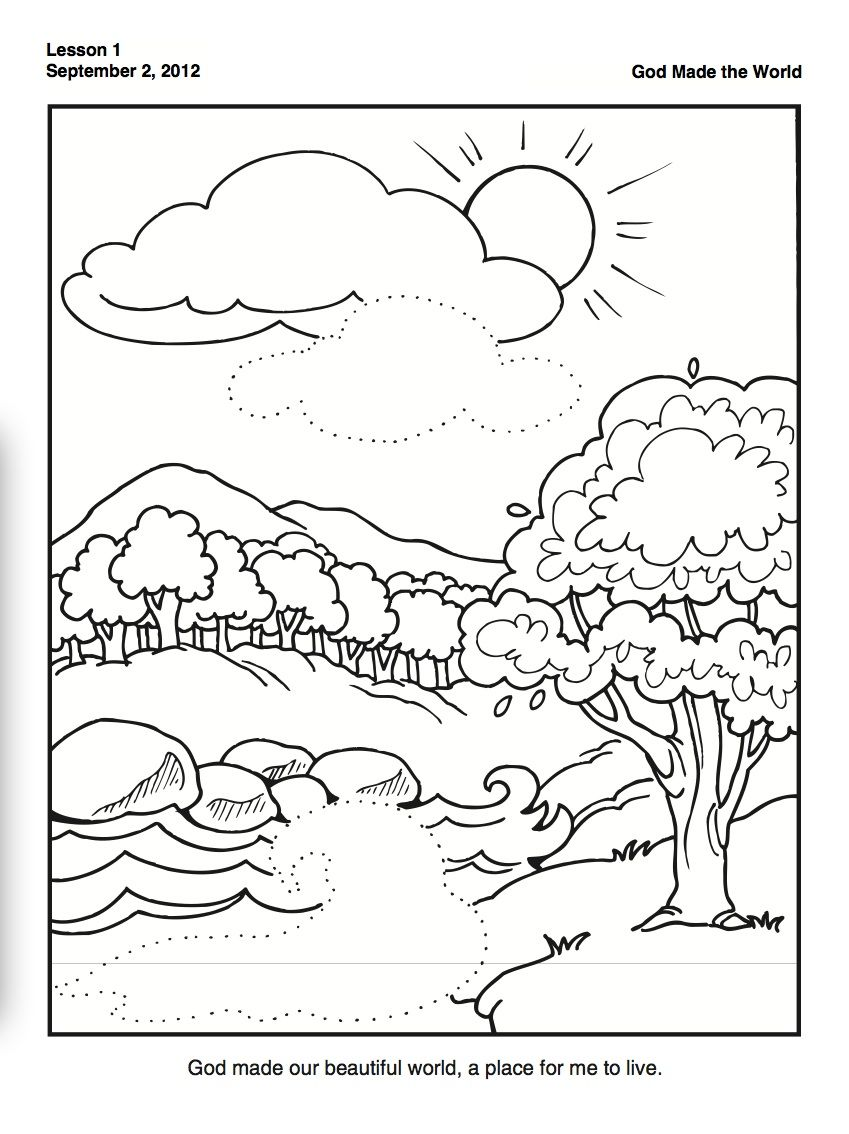 Lesson 1
September 2, 2012
God Made the World
God made our beautiful world, a place for me to live.